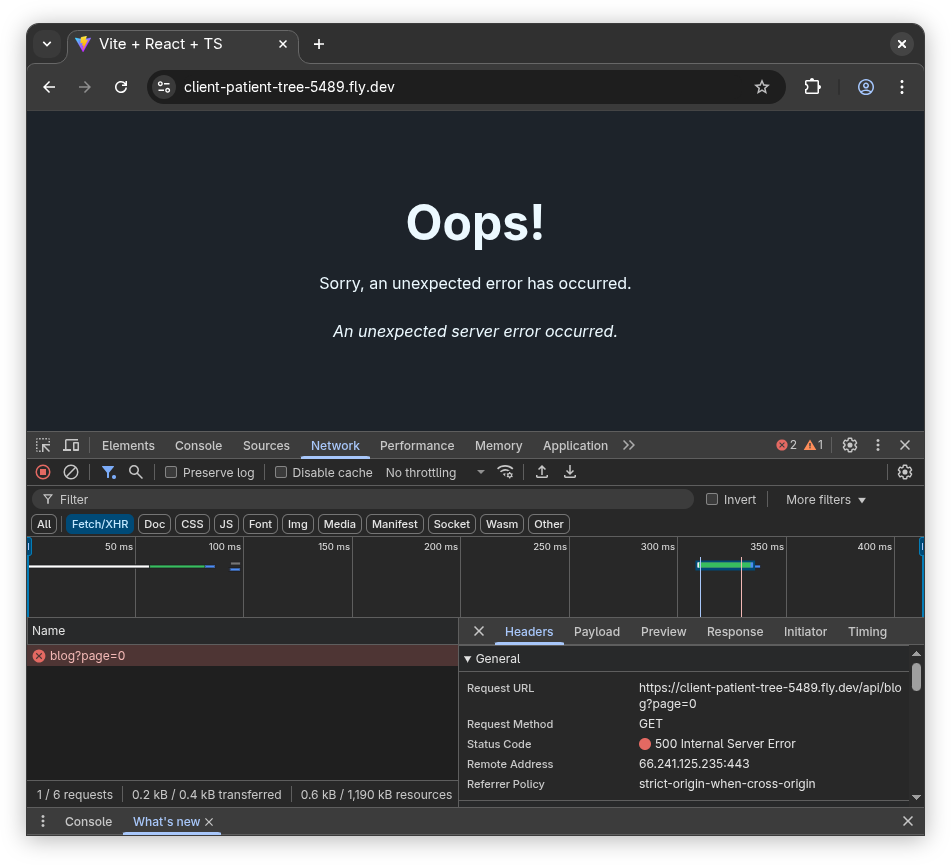 Vite + React + TS
client-patient-tree-5489.fly.dev
Oops!
Sorry, an unexpected error has occurred.
An unexpected server error occurred.
Elements Console Sources Network Performance Memory Application 2 1
Preserve log Disable cache No throttling
Filter Invert More filters
All Fetch/XHR Doc CSS JS Font Img Media Manifest Socket Wasm Other
50 ms 100 ms 150 ms 200 ms 250 ms 300 ms 350 ms 400 ms
Name
blog?page=0
1 / 6 requests 0.2 kB / 0.4 kB transferred 0.6 kB / 1,190 kB resources
Headers Payload Preview Response Initiator Timing
General
Request URL https://client-patient-tree-5489.fly.dev/api/blo
g?page=0
Request Method GET
Status Code 500 Internal Server Error
Remote Address 66.241.125.235:443
Referrer Policy strict-origin-when-cross-origin
Console What's new